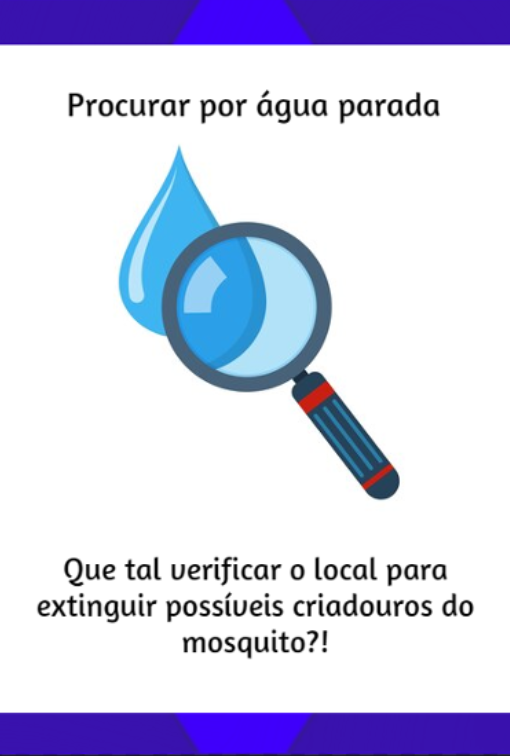 Procurar por água parada
Que tal verificar o local para
extinguir possíveis criadouros do
mosquito?!